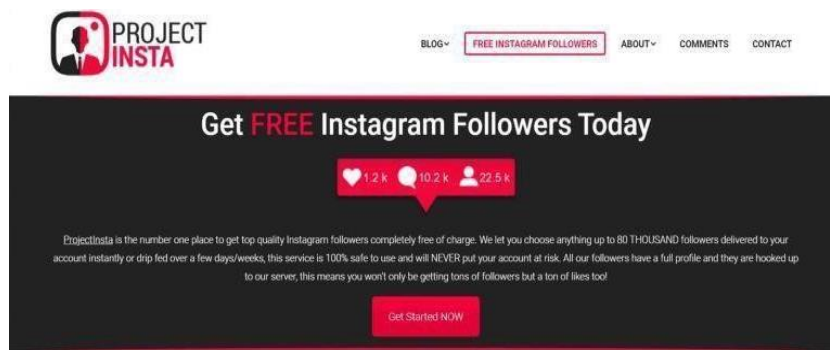 PROJECT
INSTA
BLOG FREE INSTAGRAM FOLLOWERS ABOUT COMMENTS CONTACT
Get FREE Instagram Followers Today
1.2 k 10.2 k 22.5 k
ProjectInsta is the number one place to get top quality Instagram followers completely free of charge. We let you choose anything up to 80 THOUSAND followers delivered to your
account instantly or drip fed over a few days/weeks, this service is 100% safe to use and will NEVER put your account at risk. All our followers have a full profile and they are hooked up
to our server, this means you won't only be getting tons of followers but a ton of likes too!
Get Started NOW